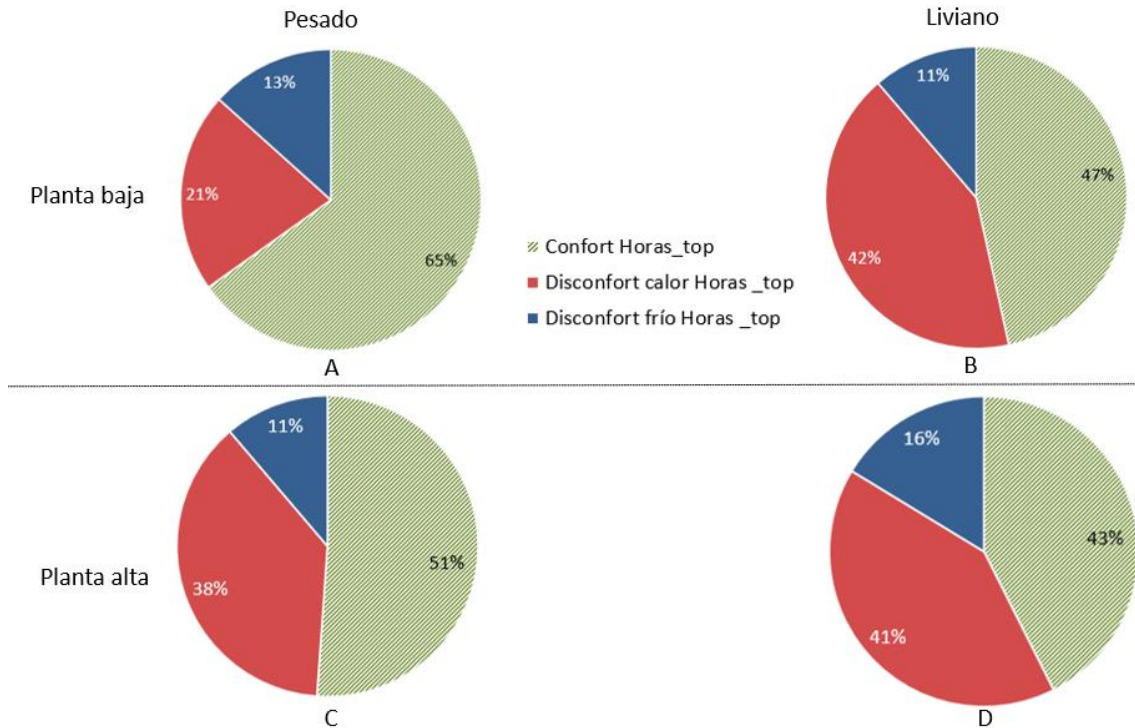 Pesado
Liviano
Planta baja
13%
21%
65%
A
Confort Horas_top
Disconfort calor Horas _top
Disconfort frío Horas _top
11%
47%
42%
B
Planta alta
11%
38%
51%
C
16%
43%
41%
D